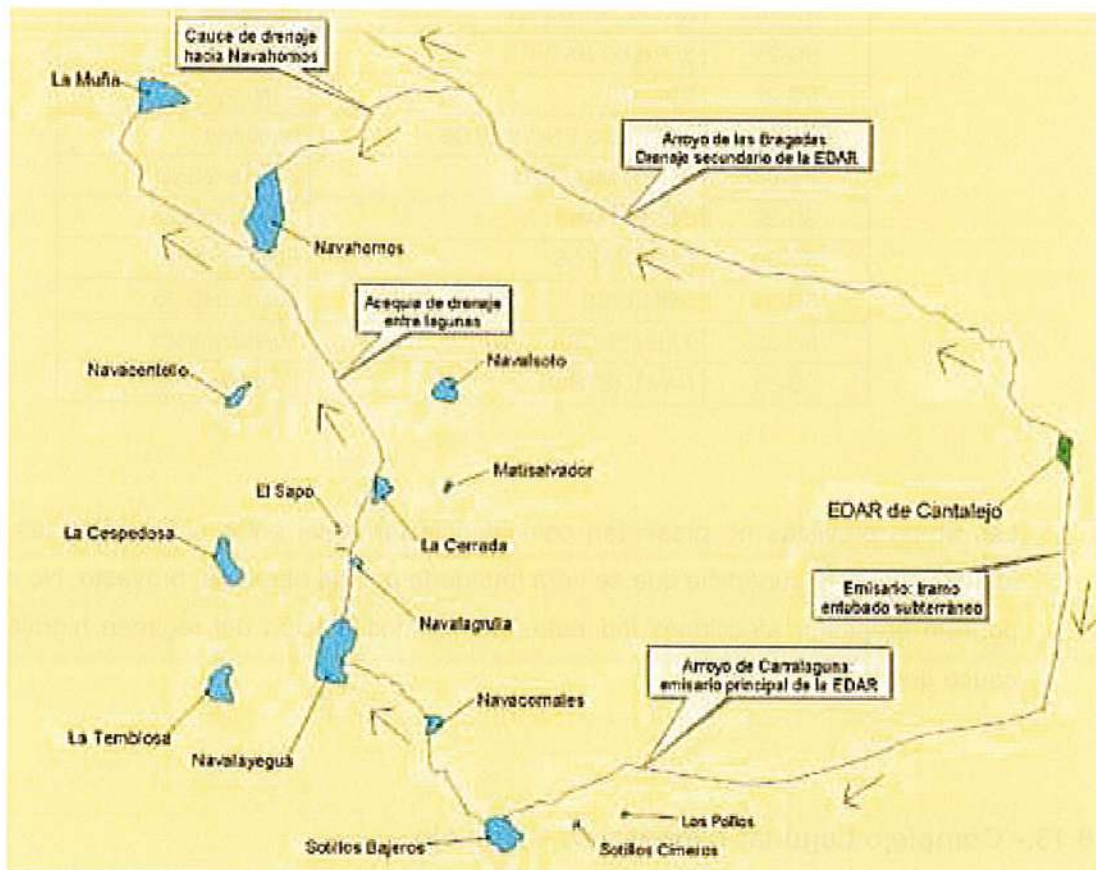 Cauce de drenaje
hacia Navahornos
La Muña
Arroyo de las Bragadas:
Drenaje secundario de la EDAR
Navahornos
Acequia de drenaje
entre lagunas
Navacentello
Navalsoto
Matisalvador
El Sapo
EDAR de Cantalejo
La Cespedosa
La Cerrada
Emisario: tramo
entubado subterráneo
Navalagrulla
Arroyo de Carralaguna:
emisario principal de la EDAR
Navacornales
La Temblosa
Navalayegua
Los Pollos
Sotillos Bajeros
Sotillos Cimeros